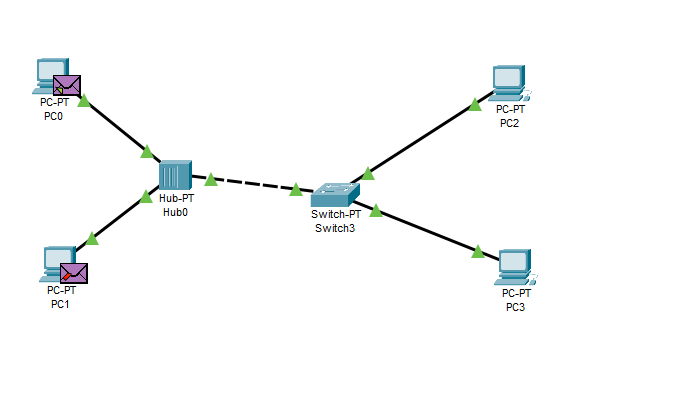 PC-PT
PC0
PC-PT
PC2
Hub-PT
Hub0
Switch-PT
Switch3
PC-PT
PC1
PC-PT
PC3